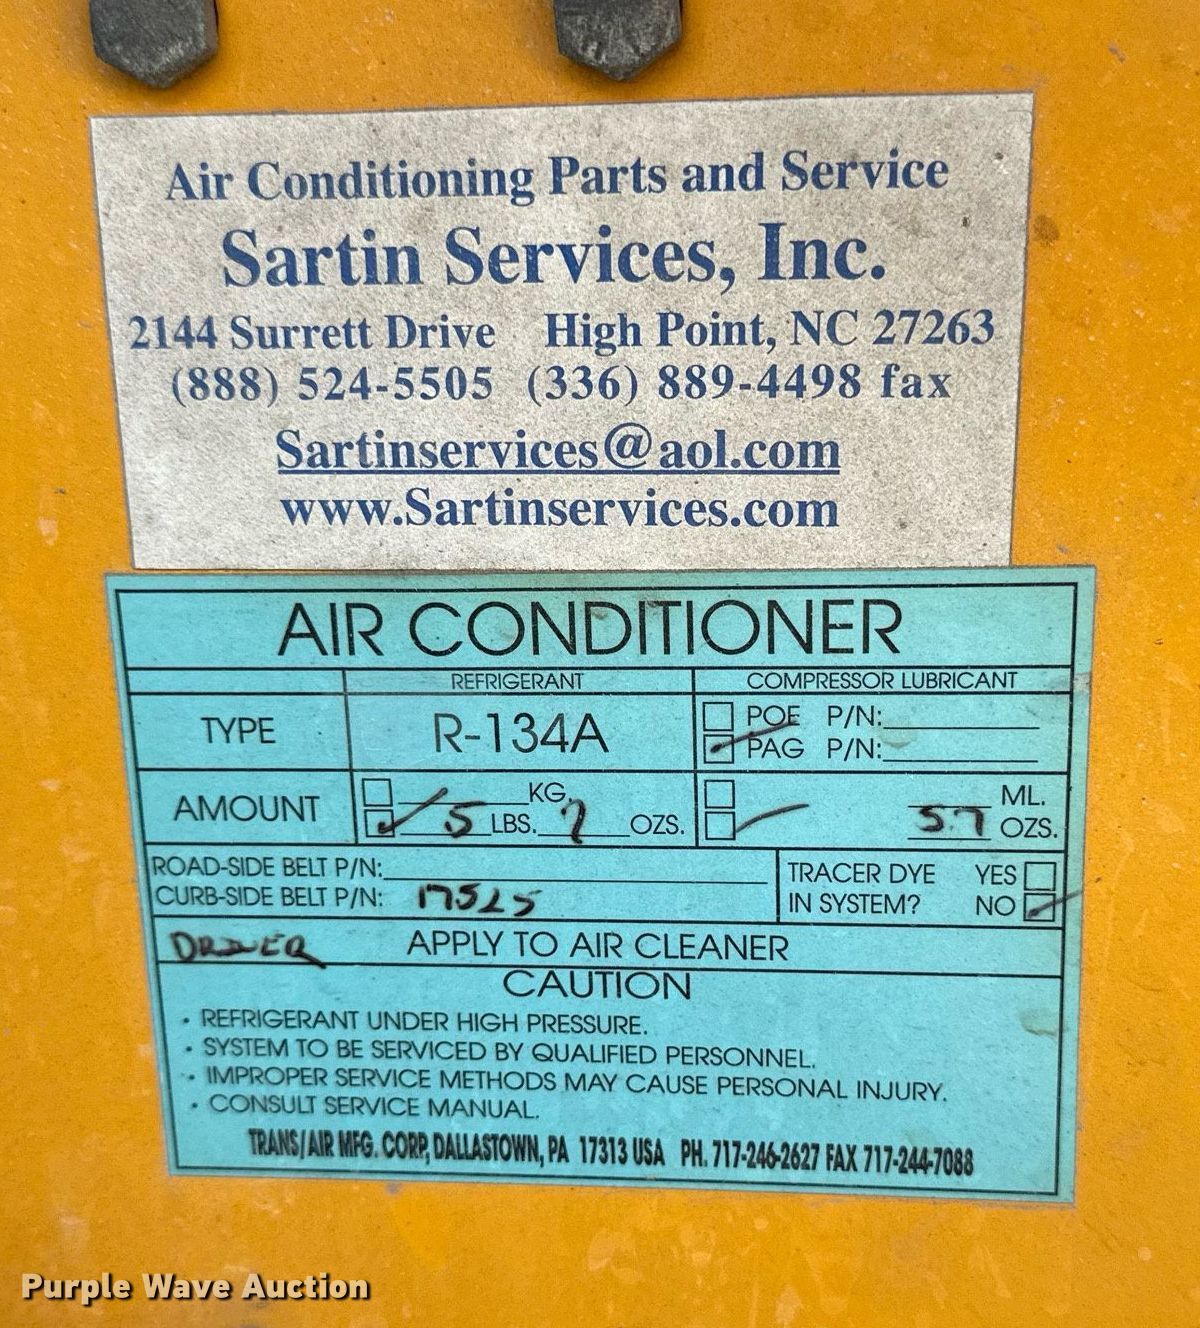 Air Conditioning Parts and Service
Sartin Services, Inc.
2144 Surrett Drive High Point, NC 27263
(888) 524-5505 (336) 889-4498 fax
Sartinservices@aol.com
www.Sartinservices.com
AIR CONDITIONER
REFRIGERANT COMPRESSOR LUBRICANT
TYPE R-134A
POE P/N:
PAG P/N:
AMOUNT
KG.
5 LBS. 7 OZS.
ML.
5.7 OZS.
ROAD-SIDE BELT P/N:
CURB-SIDE BELT P/N: 17525
TRACER DYE YES
IN SYSTEM? NO
APPLY TO AIR CLEANER
CAUTION
· REFRIGERANT UNDER HIGH PRESSURE.
· SYSTEM TO BE SERVICED BY QUALIFIED PERSONNEL.
· IMPROPER SERVICE METHODS MAY CAUSE PERSONAL INJURY.
· CONSULT SERVICE MANUAL.
TRANS/AIR MFG. CORP, DALLASTOWN, PA 17313 USA PH. 717-246-2627 FAX 717-244-7088
Purple Wave Auction